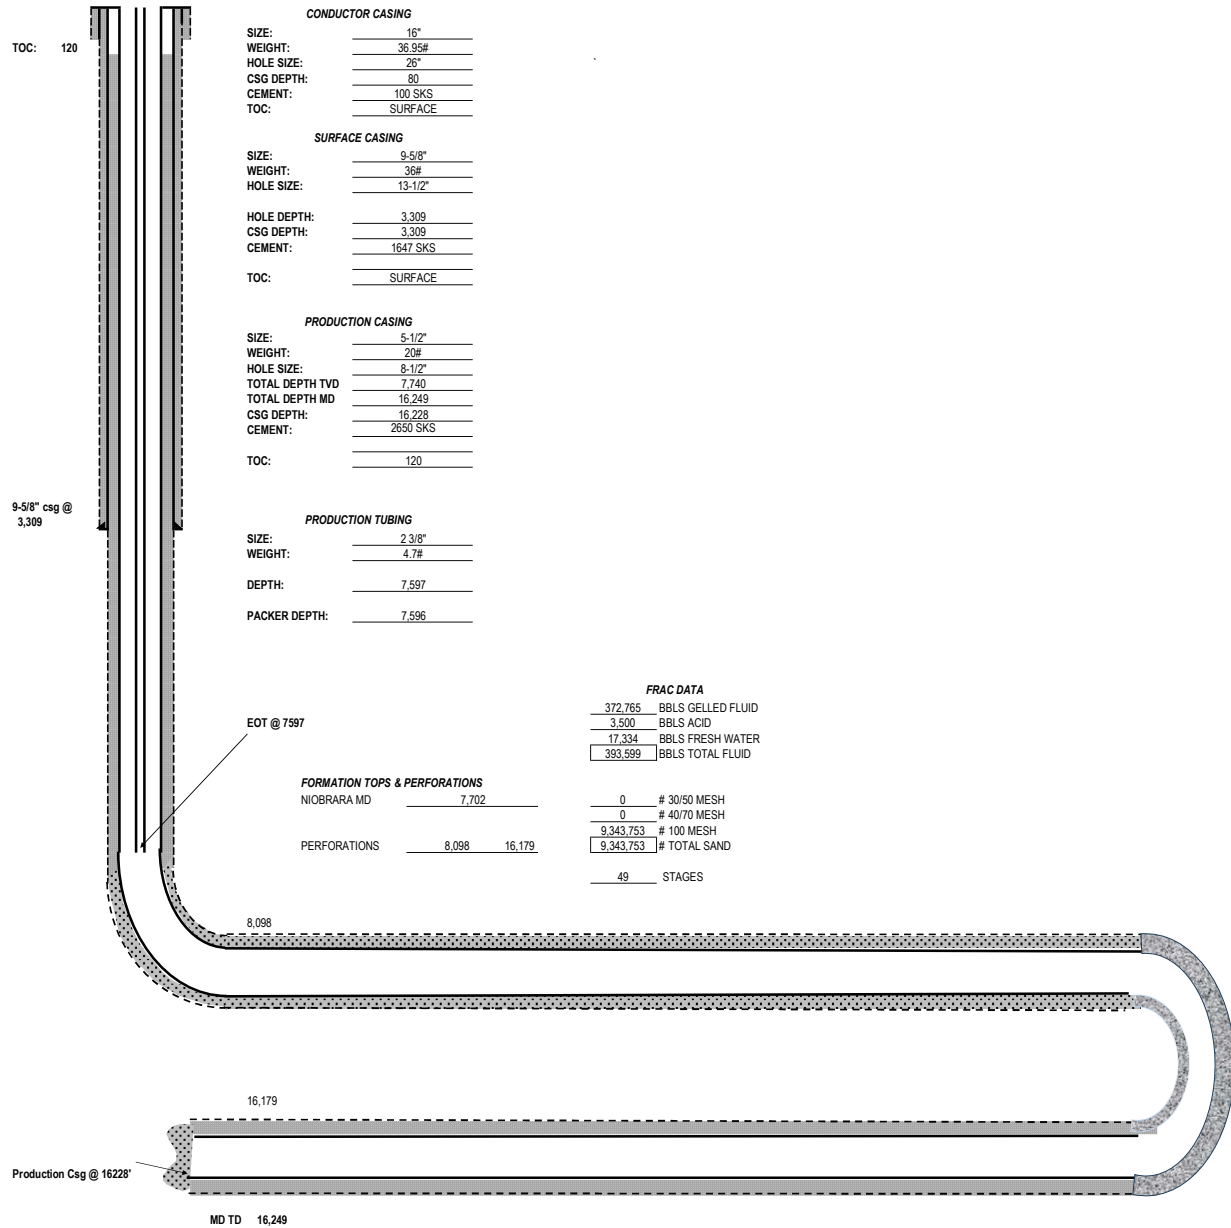 CONDUCTOR CASING
SIZE: 16"
WEIGHT: 36.95#
HOLE SIZE: 26"
CSG DEPTH: 80
CEMENT: 100 SKS
TOC: SURFACE
TOC: 120
SURFACE CASING
SIZE: 9-5/8"
WEIGHT: 36#
HOLE SIZE: 13-1/2"
HOLE DEPTH: 3,309
CSG DEPTH: 3,309
CEMENT: 1647 SKS
TOC: SURFACE
PRODUCTION CASING
SIZE: 5-1/2"
WEIGHT: 20#
HOLE SIZE: 8-1/2"
TOTAL DEPTH TVD 7,740
TOTAL DEPTH MD 16,249
CSG DEPTH: 16,228
CEMENT: 2650 SKS
TOC: 120
9-5/8" csg @
3,309
PRODUCTION TUBING
SIZE: 2 3/8"
WEIGHT: 4.7#
DEPTH: 7,597
PACKER DEPTH: 7,596
FRAC DATA
372,765 BBLS GELLED FLUID
3,500 BBLS ACID
17,334 BBLS FRESH WATER
393,599 BBLS TOTAL FLUID
EOT @ 7597
FORMATION TOPS & PERFORATIONS
NIOBRARA MD 7,702
PERFORATIONS 8,098 16,179
0 # 30/50 MESH
0 # 40/70 MESH
9,343,753 # 100 MESH
9,343,753 # TOTAL SAND
49 STAGES
8,098
16,179
Production Csg @ 16228'
MD TD 16,249